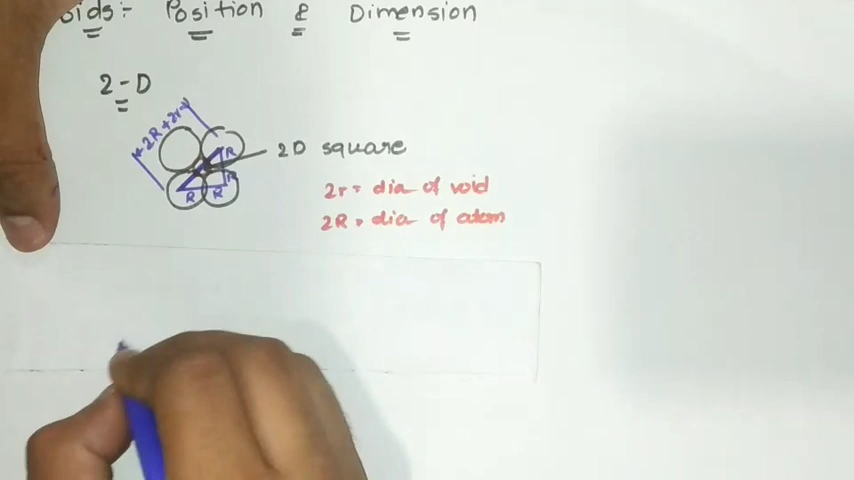 oids:- Position & Dimension
2-D
2R+2r
2D square
R
R
R R
2r = dia of void
2R = dia of atom